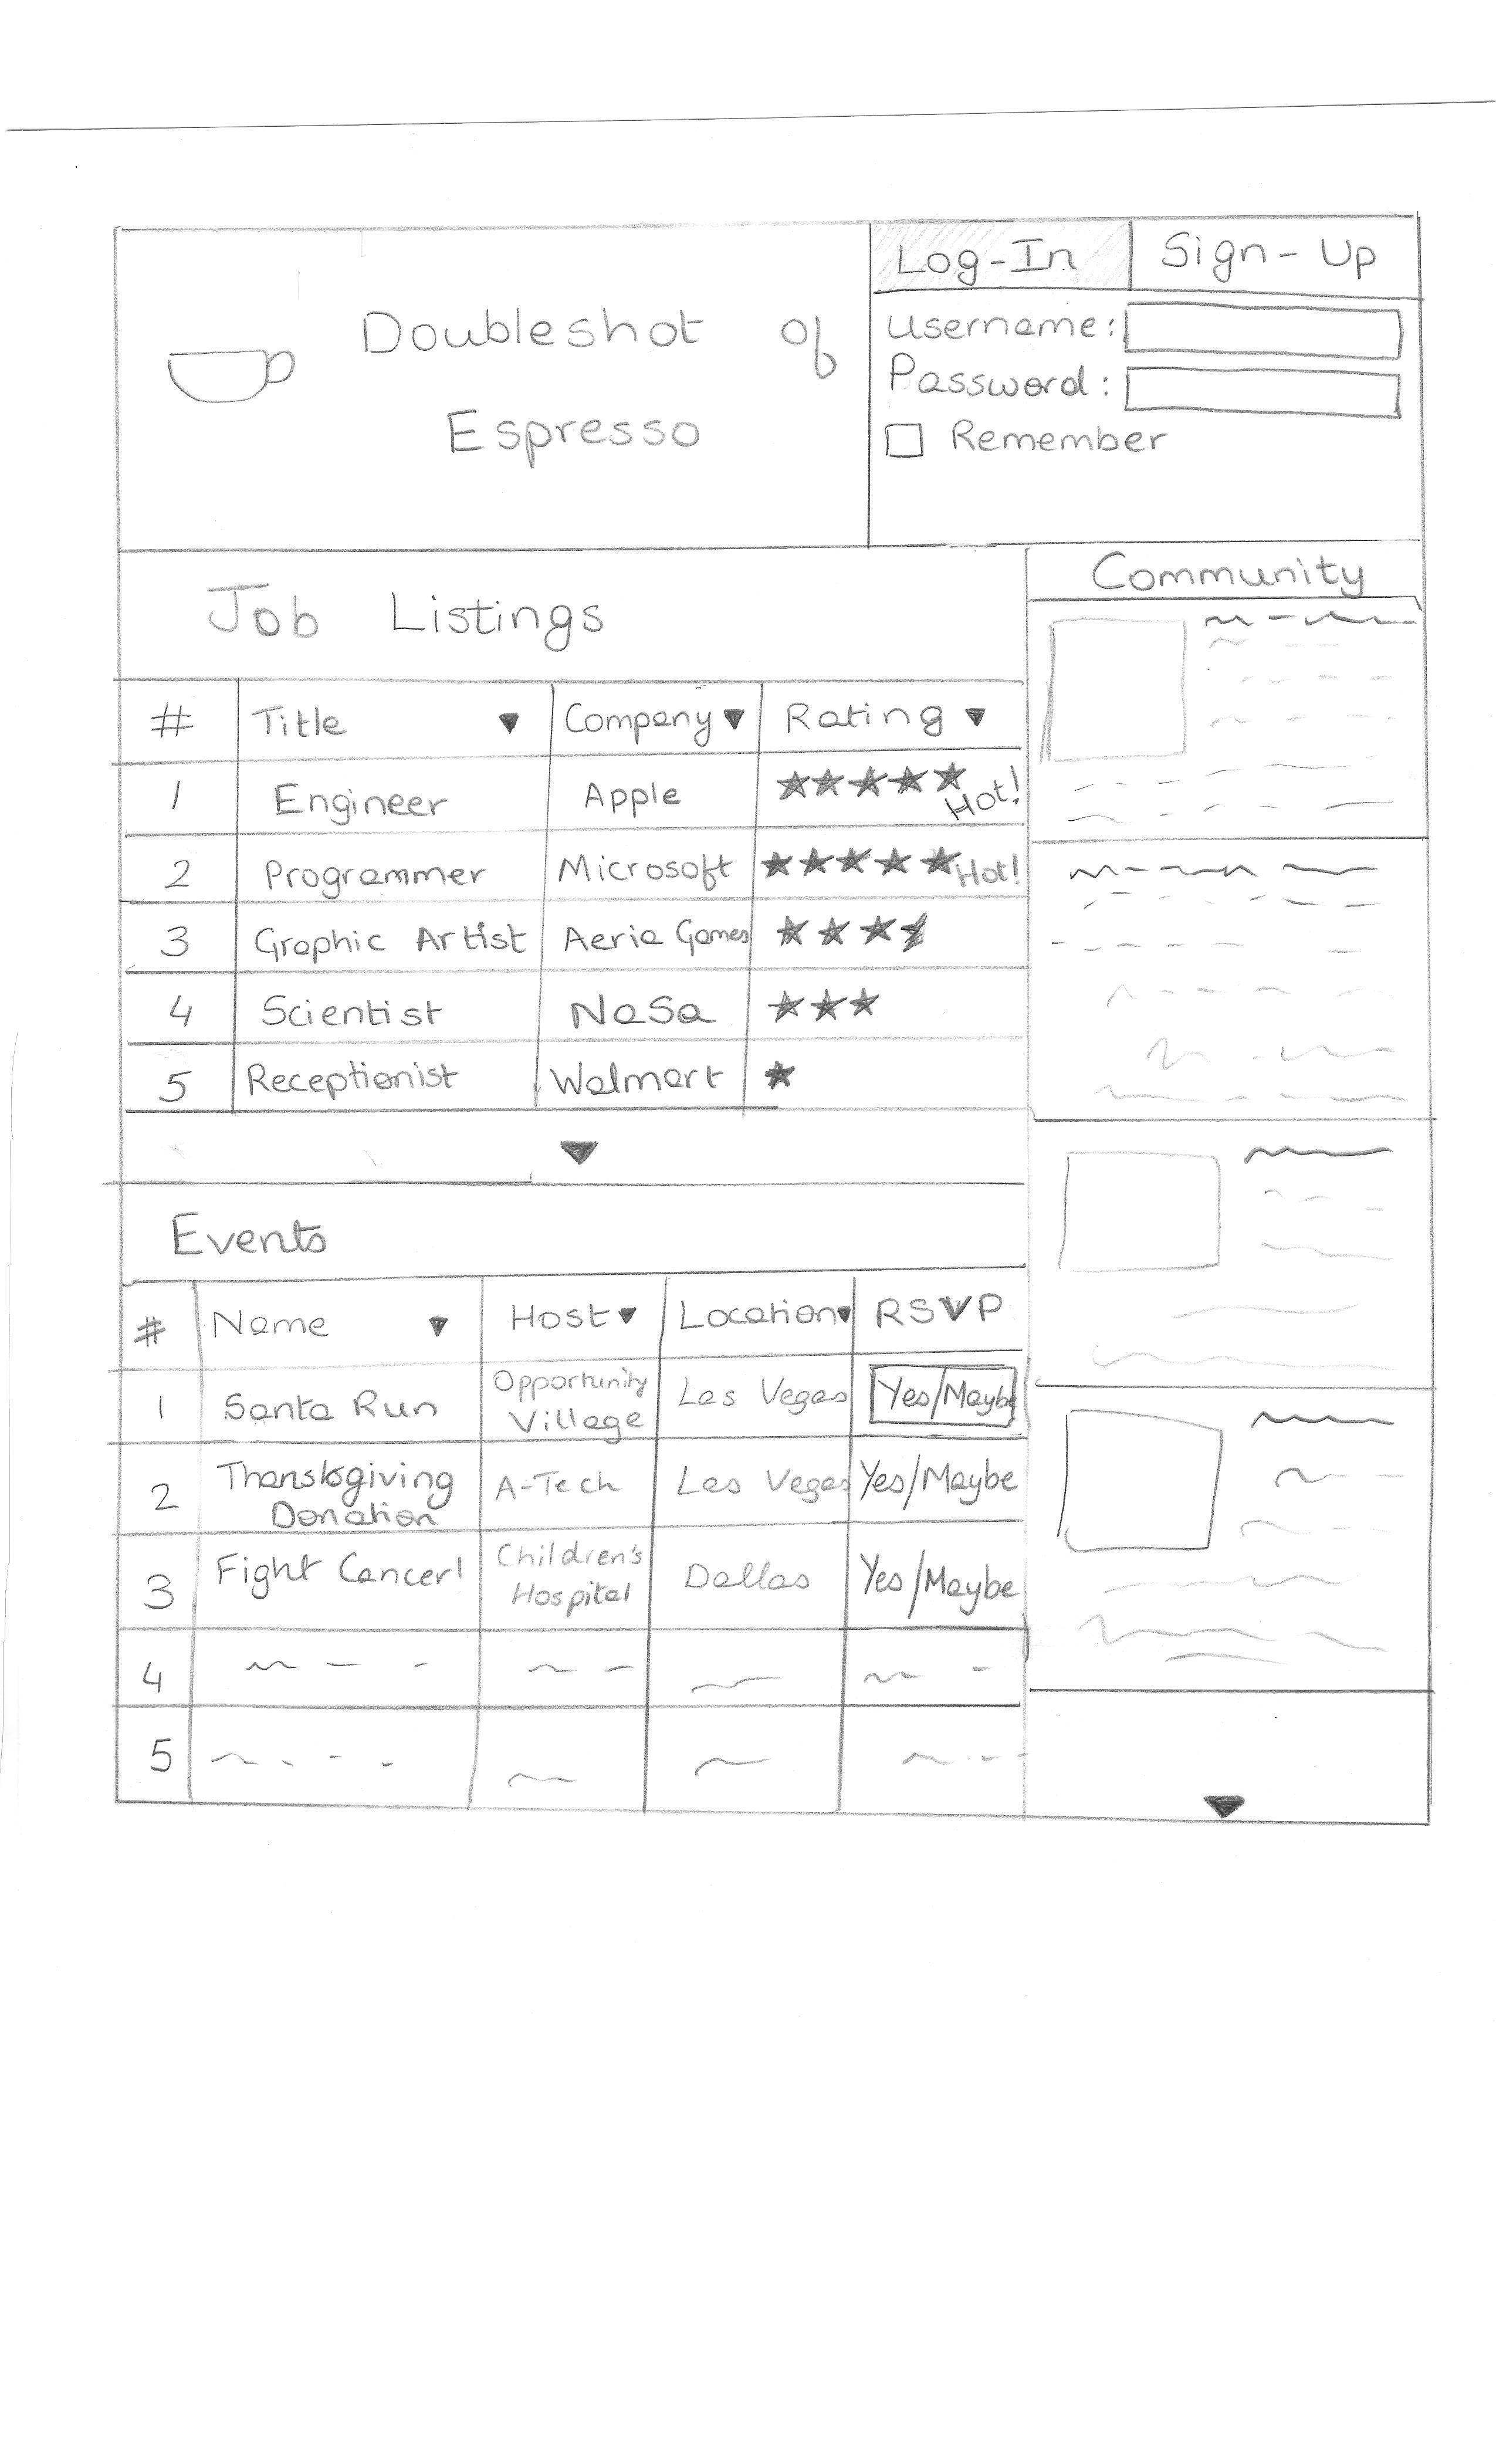 Doubleshot of
Espresso
Log-In Sign-Up
Username:
Password:
Remember
Job Listings
# Title Company Rating
1 Engineer Apple Hot!
2 Programmer Microsoft Hot!
3 Graphic Artist Aeria Games
4 Scientist NaSa
5 Receptionist Walmart
Events
# Name Host Location RSVP
1 Santa Run Opportunity Village Las Vegas Yes/Maybe
2 Thanksgiving Donation A-Tech Las Vegas Yes/Maybe
3 Fight Cancer! Children's Hospital Dallas Yes/Maybe
4
5
Community